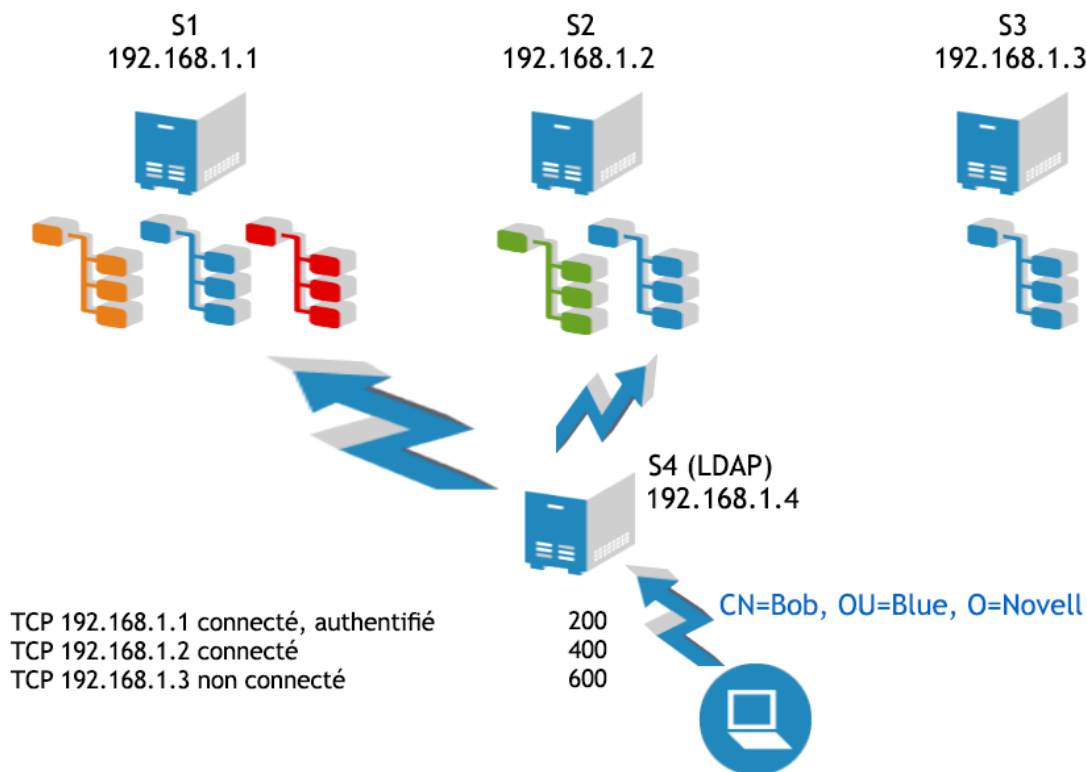 S1
192.168.1.1
S2
192.168.1.2
S3
192.168.1.3
S4 (LDAP)
192.168.1.4
CN=Bob, OU=Blue, O=Novell
TCP 192.168.1.1 connecté, authentifié 200
TCP 192.168.1.2 connecté 400
TCP 192.168.1.3 non connecté 600